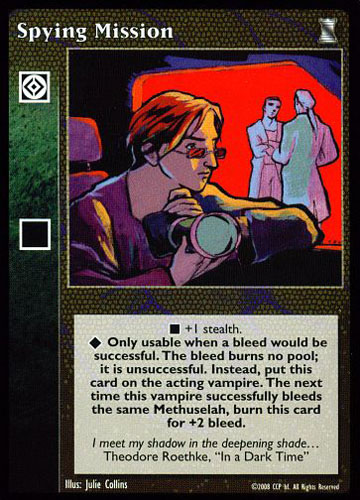 Spying Mission
+1 stealth.
Only usable when a bleed would be
successful. The bleed burns no pool;
it is unsuccessful. Instead, put this
card on the acting vampire. The next
time this vampire successfully bleeds
the same Methuselah, burn this card
for +2 bleed.
I meet my shadow in the deepening shade...
Theodore Roethke, "In a Dark Time"
Illus: Julie Collins ©2008 CCP hf. All Rights Reserved